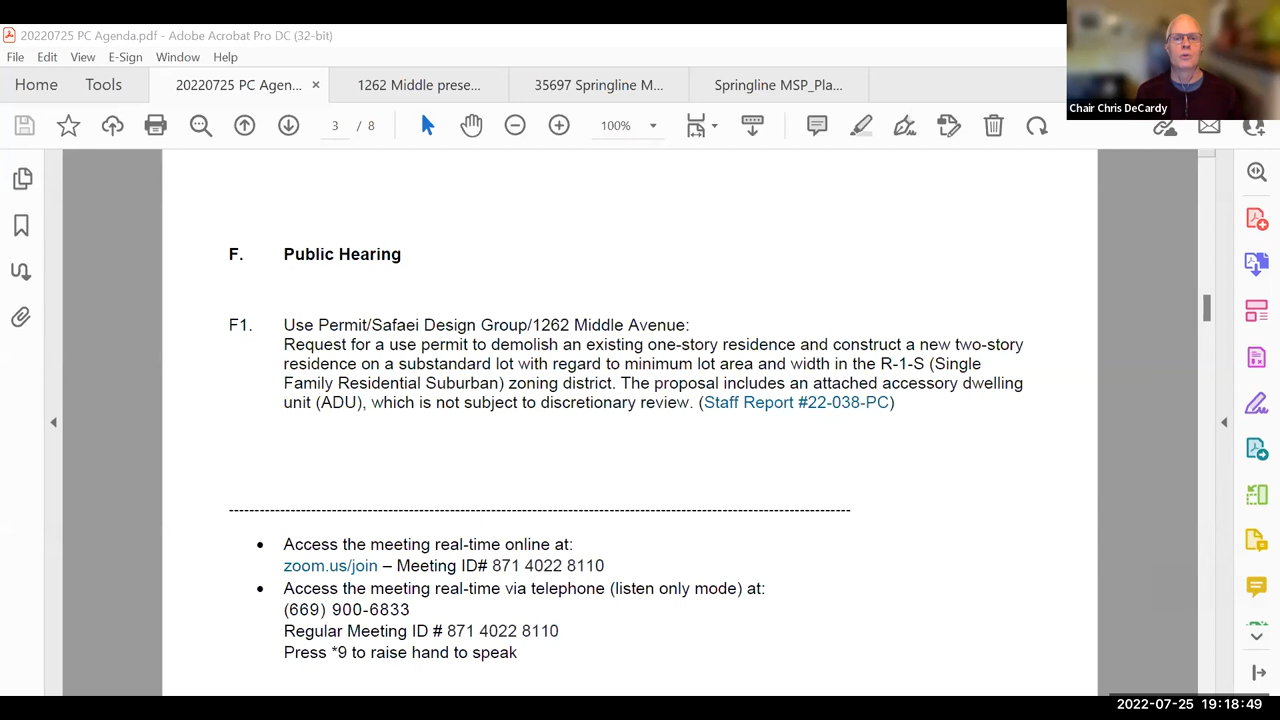 20220725 PC Agenda.pdf - Adobe Acrobat Pro DC (32-bit)
File Edit View E-Sign Window Help
Home Tools 20220725 PC Agen... × 1262 Middle prese... 35697 Springline M... Springline MSP_Pla...
Chair Chris DeCardy
3 / 8 100%
F. Public Hearing
F1. Use Permit/Safaei Design Group/1262 Middle Avenue:
Request for a use permit to demolish an existing one-story residence and construct a new two-story
residence on a substandard lot with regard to minimum lot area and width in the R-1-S (Single
Family Residential Suburban) zoning district. The proposal includes an attached accessory dwelling
unit (ADU), which is not subject to discretionary review. (Staff Report #22-038-PC)
--------------------------------------------------------------------------------------------------------------
• Access the meeting real-time online at:
zoom.us/join – Meeting ID# 871 4022 8110
• Access the meeting real-time via telephone (listen only mode) at:
(669) 900-6833
Regular Meeting ID # 871 4022 8110
Press *9 to raise hand to speak
2022-07-25 19:18:49